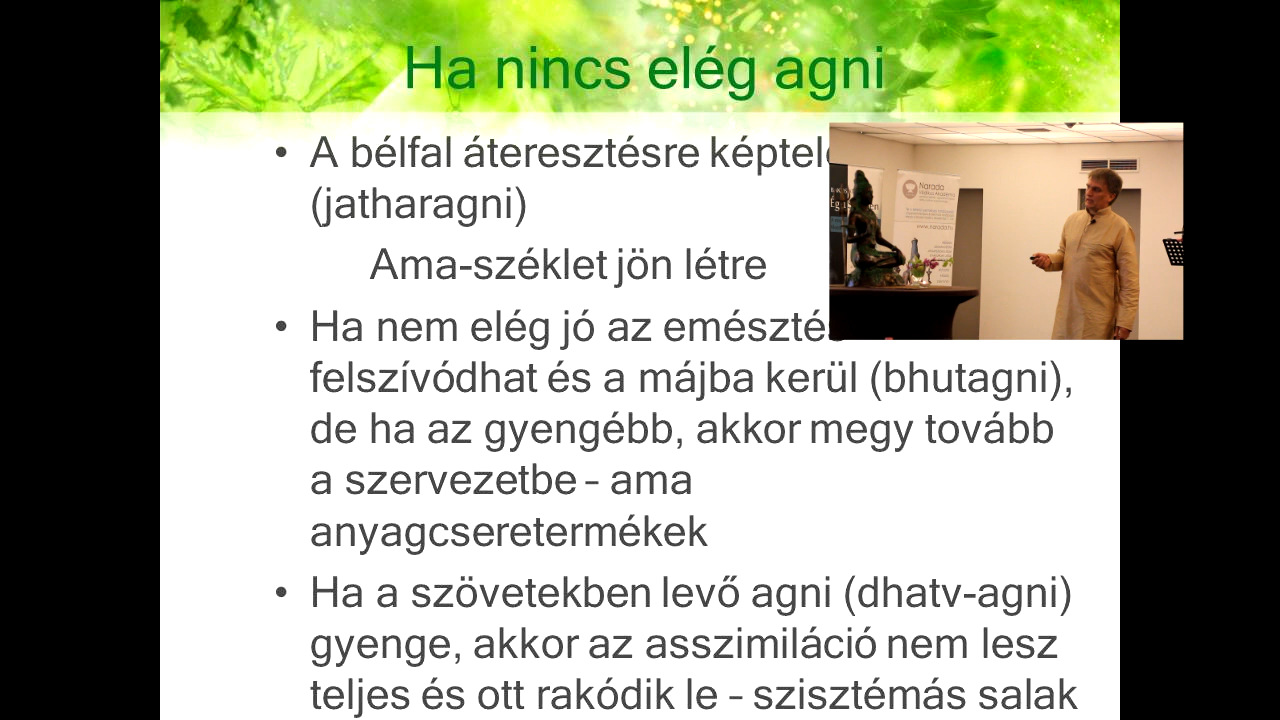 Ha nincs elég agni
• A bélfal áteresztésre képtele
(jatharagni)
Ama-széklet jön létre
• Ha nem elég jó az emésztés
felszívódhat és a májba kerül (bhutagni),
de ha az gyengébb, akkor megy tovább
a szervezetbe – ama
anyagcseretermékek
• Ha a szövetekben levő agni (dhatv-agni)
gyenge, akkor az asszimiláció nem lesz
teljes és ott rakódik le – szisztémás salak
Narada